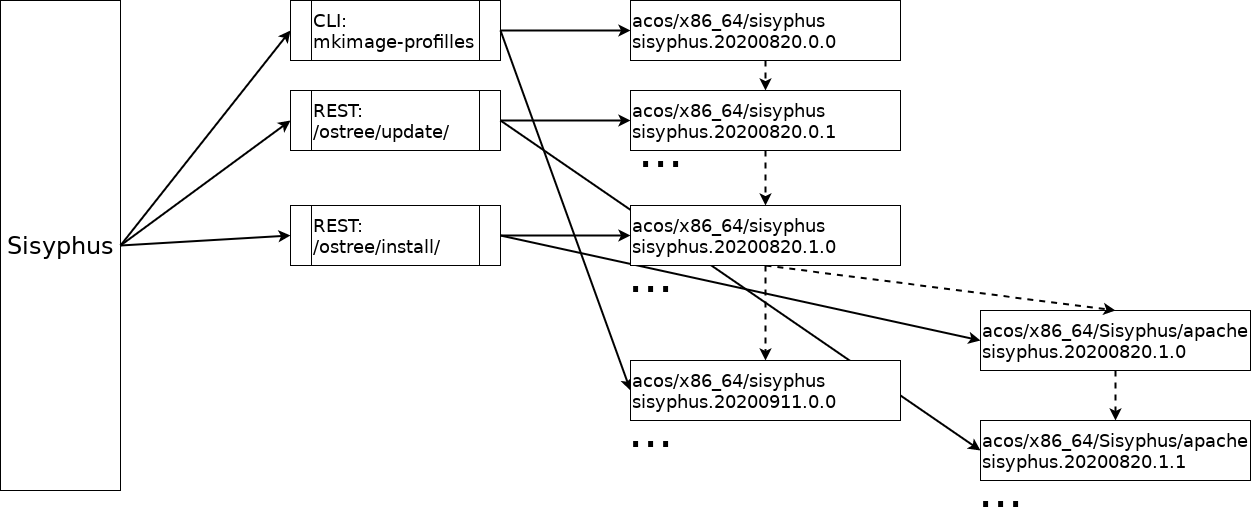 Sisyphus
CLI:
mkimage-profilles
REST:
/ostree/update/
REST:
/ostree/install/
acos/x86_64/sisyphus
sisyphus.20200820.0.0
acos/x86_64/sisyphus
sisyphus.20200820.0.1
...
acos/x86_64/sisyphus
sisyphus.20200820.1.0
...
acos/x86_64/sisyphus
sisyphus.20200911.0.0
...
acos/x86_64/Sisyphus/apache
sisyphus.20200820.1.0
acos/x86_64/Sisyphus/apache
sisyphus.20200820.1.1
...